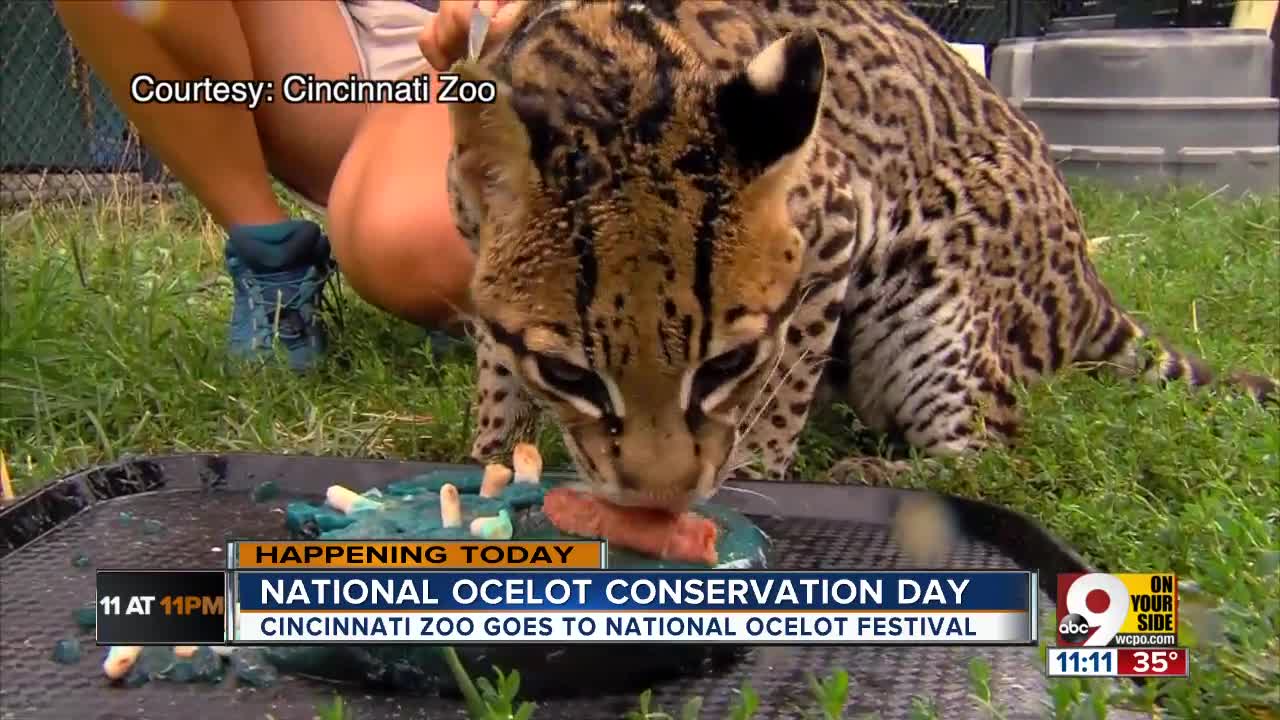 Courtesy: Cincinnati Zoo
HAPPENING TODAY
11 AT 11PM
NATIONAL OCELOT CONSERVATION DAY
CINCINNATI ZOO GOES TO NATIONAL OCELOT FESTIVAL
abc 9 ON YOUR SIDE
wcpo.com
11:11 35°